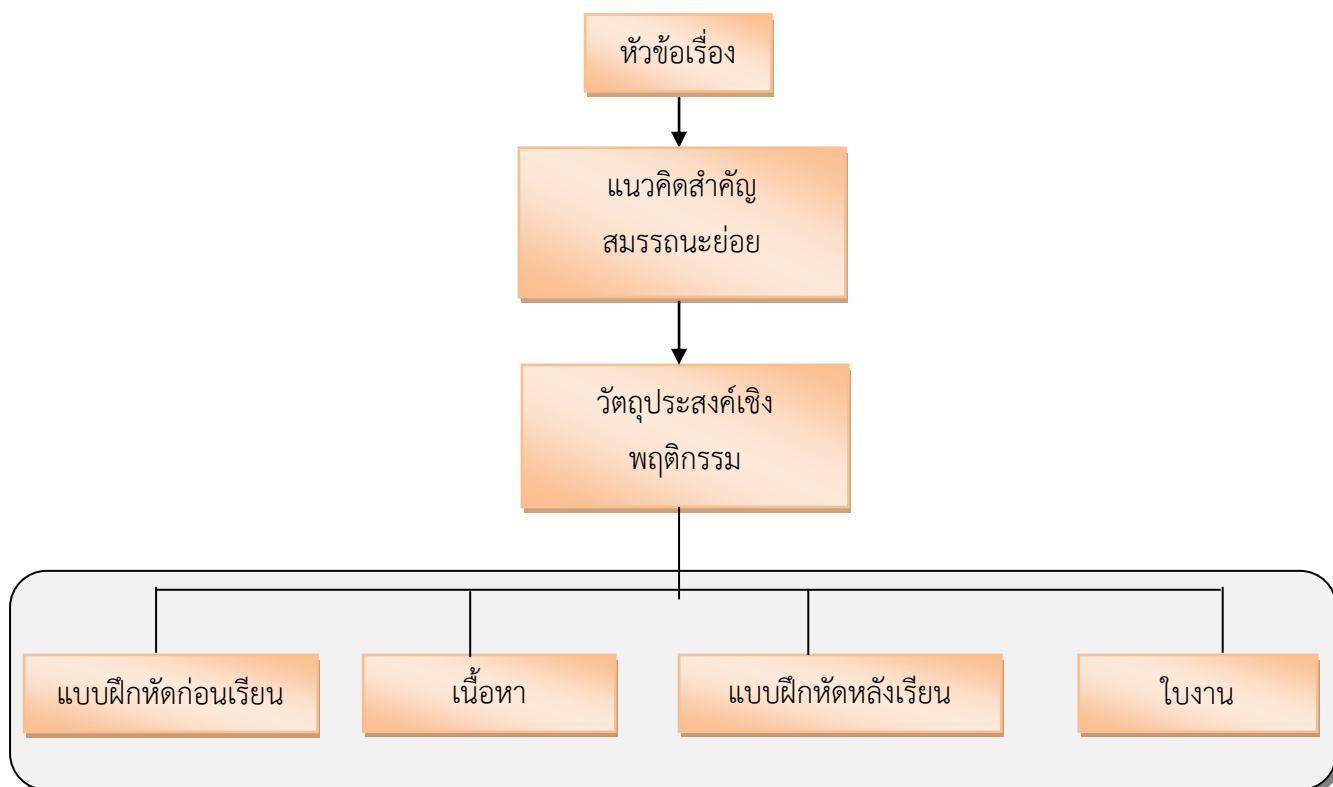 หัวข้อเรื่อง
แนวคิดสำคัญ
สมรรถนะย่อย
วัตถุประสงค์เชิง
พฤติกรรม
แบบฝึกหัดก่อนเรียน
เนื้อหา
แบบฝึกหัดหลังเรียน
ใบงาน